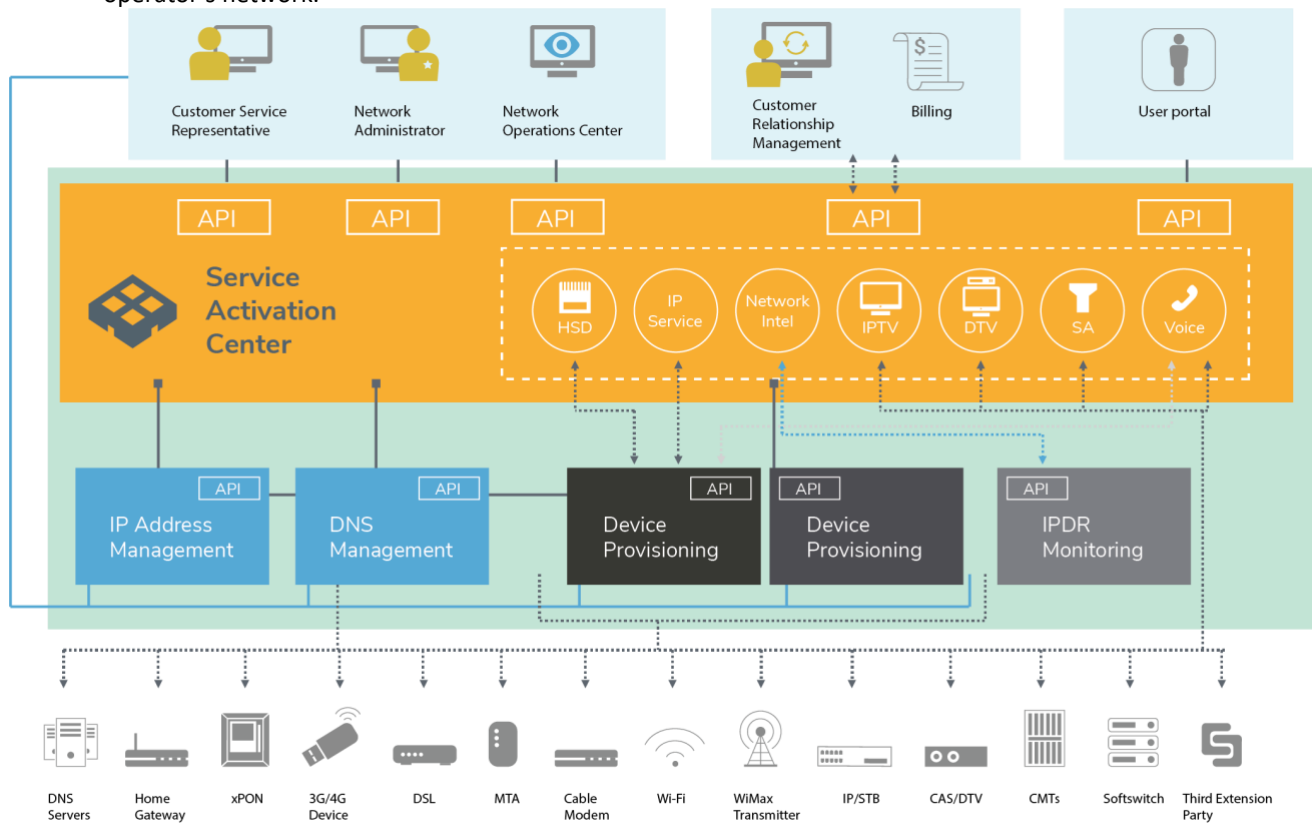 operator's network.
Customer Service
Representative
Network
Administrator
Network
Operations Center
Customer
Relationship
Management
$
Billing
User portal
API
API
API
API
API
Service
Activation
Center
HSD
IP
Service
Network
Intel
IPTV
DTV
SA
Voice
API
IP Address
Management
API
DNS
Management
API
Device
Provisioning
API
Device
Provisioning
API
IPDR
Monitoring
DNS
Servers
Home
Gateway
xPON
3G/4G
Device
DSL
MTA
Cable
Modem
Wi-Fi
WiMax
Transmitter
IP/STB
CAS/DTV
CMTs
Softswitch
Third Extension
Party